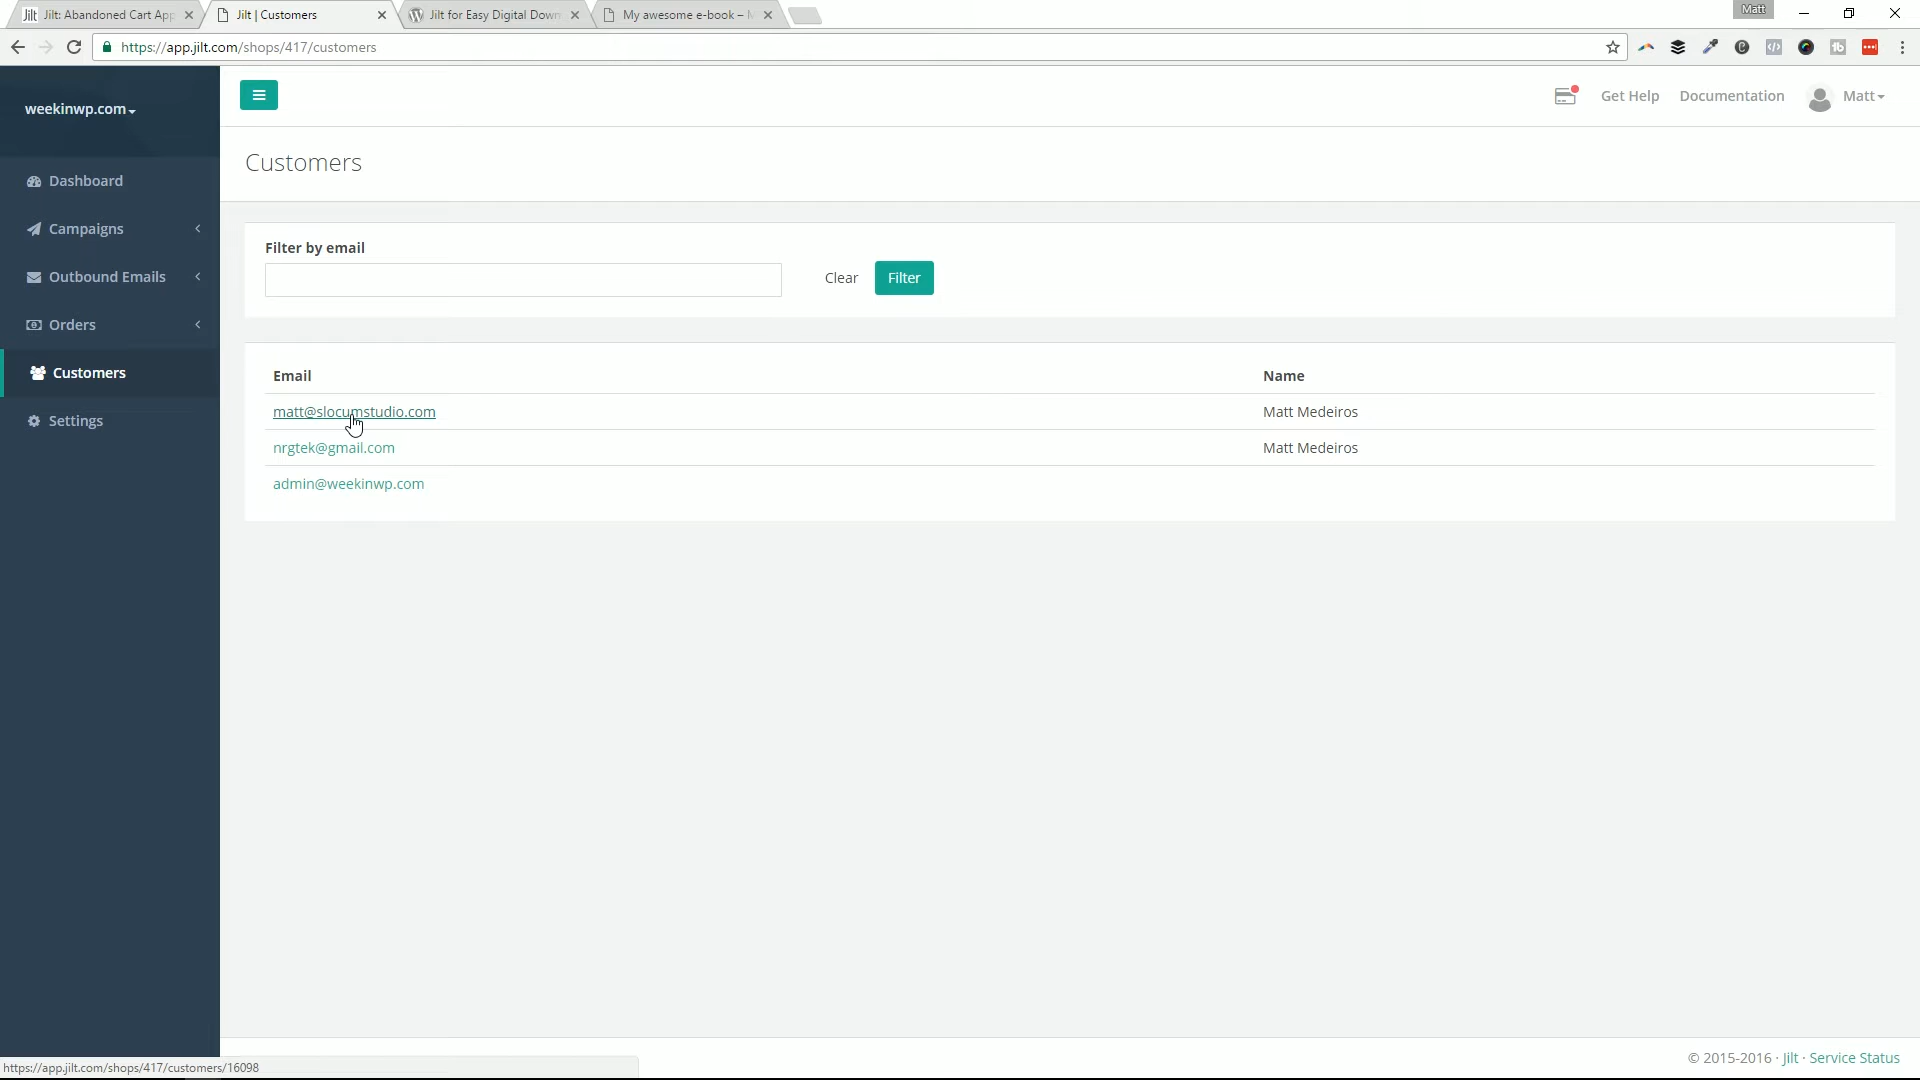 Jilt Jilt: Abandoned Cart App
Jilt | Customers
Jilt for Easy Digital Down
My awesome e-book –
Matt
https://app.jilt.com/shops/417/customers
weekinwp.com
Get Help
Documentation
Matt
Dashboard
Campaigns
Outbound Emails
Orders
Customers
Settings
Customers
Filter by email
Clear
Filter
Email Name
matt@slocumstudio.com Matt Medeiros
nrgtek@gmail.com Matt Medeiros
admin@weekinwp.com
© 2015-2016 · Jilt · Service Status
https://app.jilt.com/shops/417/customers/16098